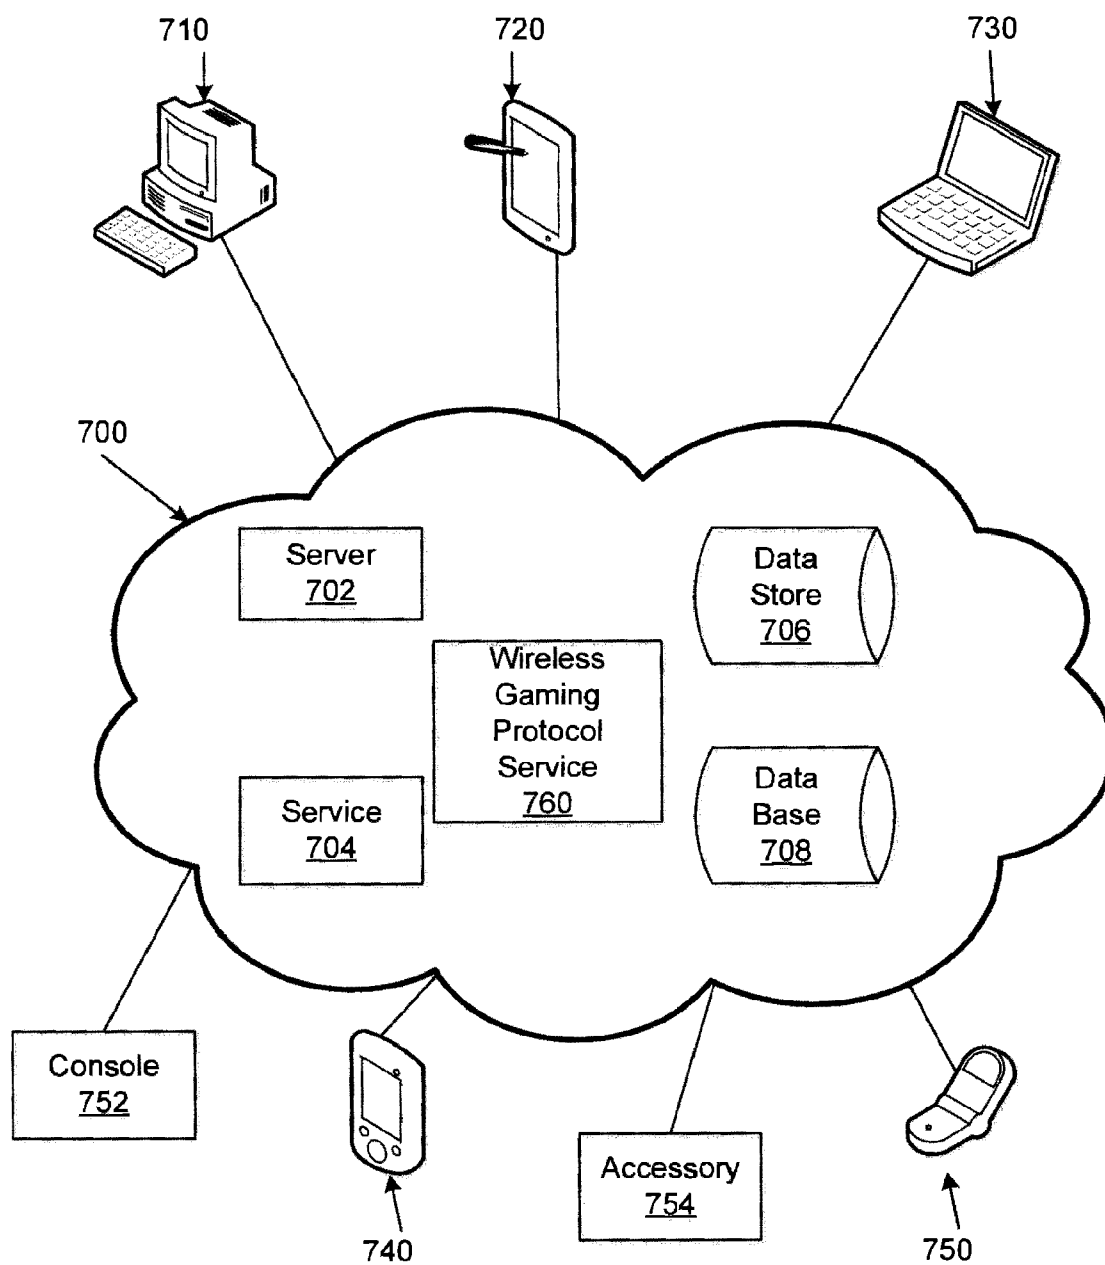 710
720
730
700
Server
702
Data
Store
706
Wireless
Gaming
Protocol
Service
760
Service
704
Data
Base
708
Console
752
Accessory
754
740
750